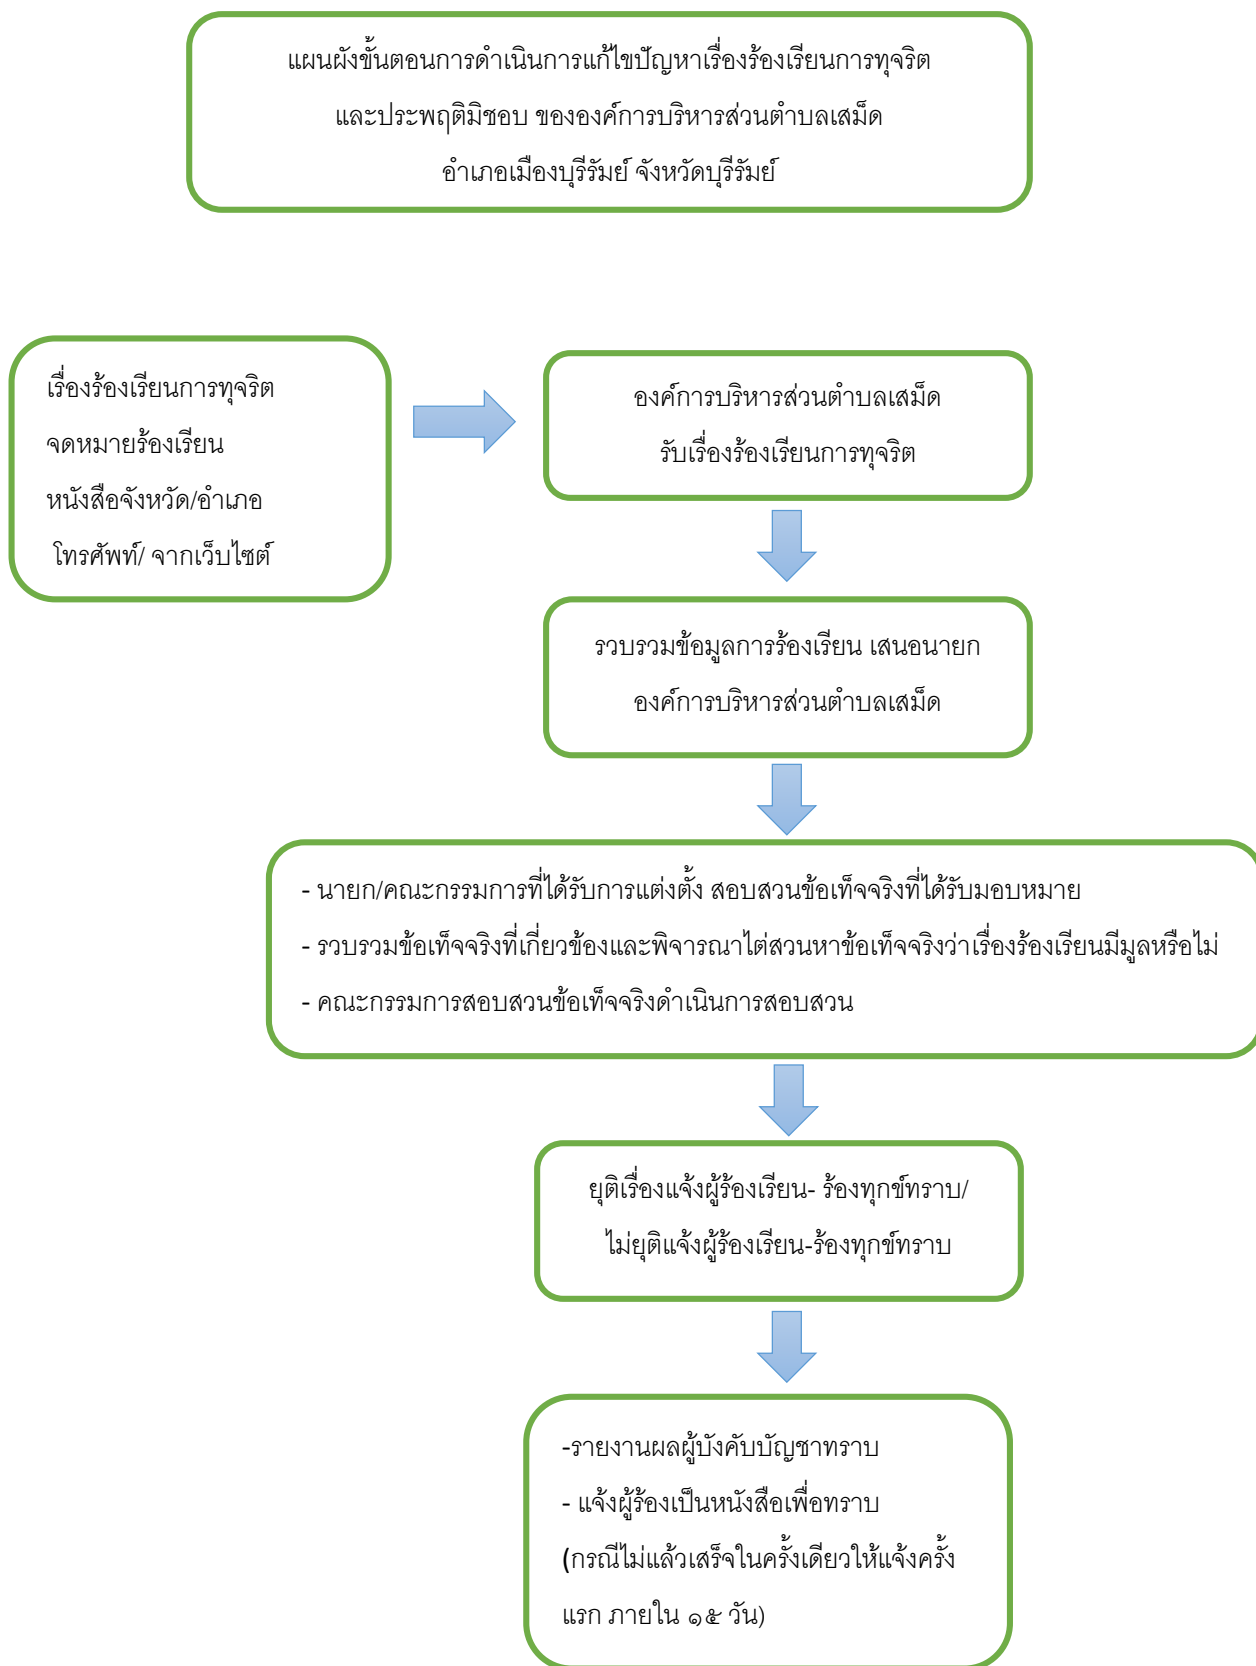 แผนผังขั้นตอนการดำเนินการแก้ไขปัญหาเรื่องร้องเรียนการทุจริต
และประพฤติมิชอบ ขององค์การบริหารส่วนตำบลเสม็ด
อำเภอเมืองบุรีรัมย์ จังหวัดบุรีรัมย์
เรื่องร้องเรียนการทุจริต
จดหมายร้องเรียน
หนังสือจังหวัด/อำเภอ
โทรศัพท์/ จากเว็บไซต์
องค์การบริหารส่วนตำบลเสม็ด
รับเรื่องร้องเรียนการทุจริต
รวบรวมข้อมูลการร้องเรียน เสนอนายก
องค์การบริหารส่วนตำบลเสม็ด
- นายก/คณะกรรมการที่ได้รับการแต่งตั้ง สอบสวนข้อเท็จจริงที่ได้รับมอบหมาย
- รวบรวมข้อเท็จจริงที่เกี่ยวข้องและพิจารณาไต่สวนหาข้อเท็จจริงว่าเรื่องร้องเรียนมีมูลหรือไม่
- คณะกรรมการสอบสวนข้อเท็จจริงดำเนินการสอบสวน
ยุติเรื่องแจ้งผู้ร้องเรียน- ร้องทุกข์ทราบ/
ไม่ยุติแจ้งผู้ร้องเรียน-ร้องทุกข์ทราบ
-รายงานผลผู้บังคับบัญชาทราบ
- แจ้งผู้ร้องเป็นหนังสือเพื่อทราบ
(กรณีไม่แล้วเสร็จในครั้งเดียวให้แจ้งครั้ง
แรก ภายใน ๑๕ วัน)